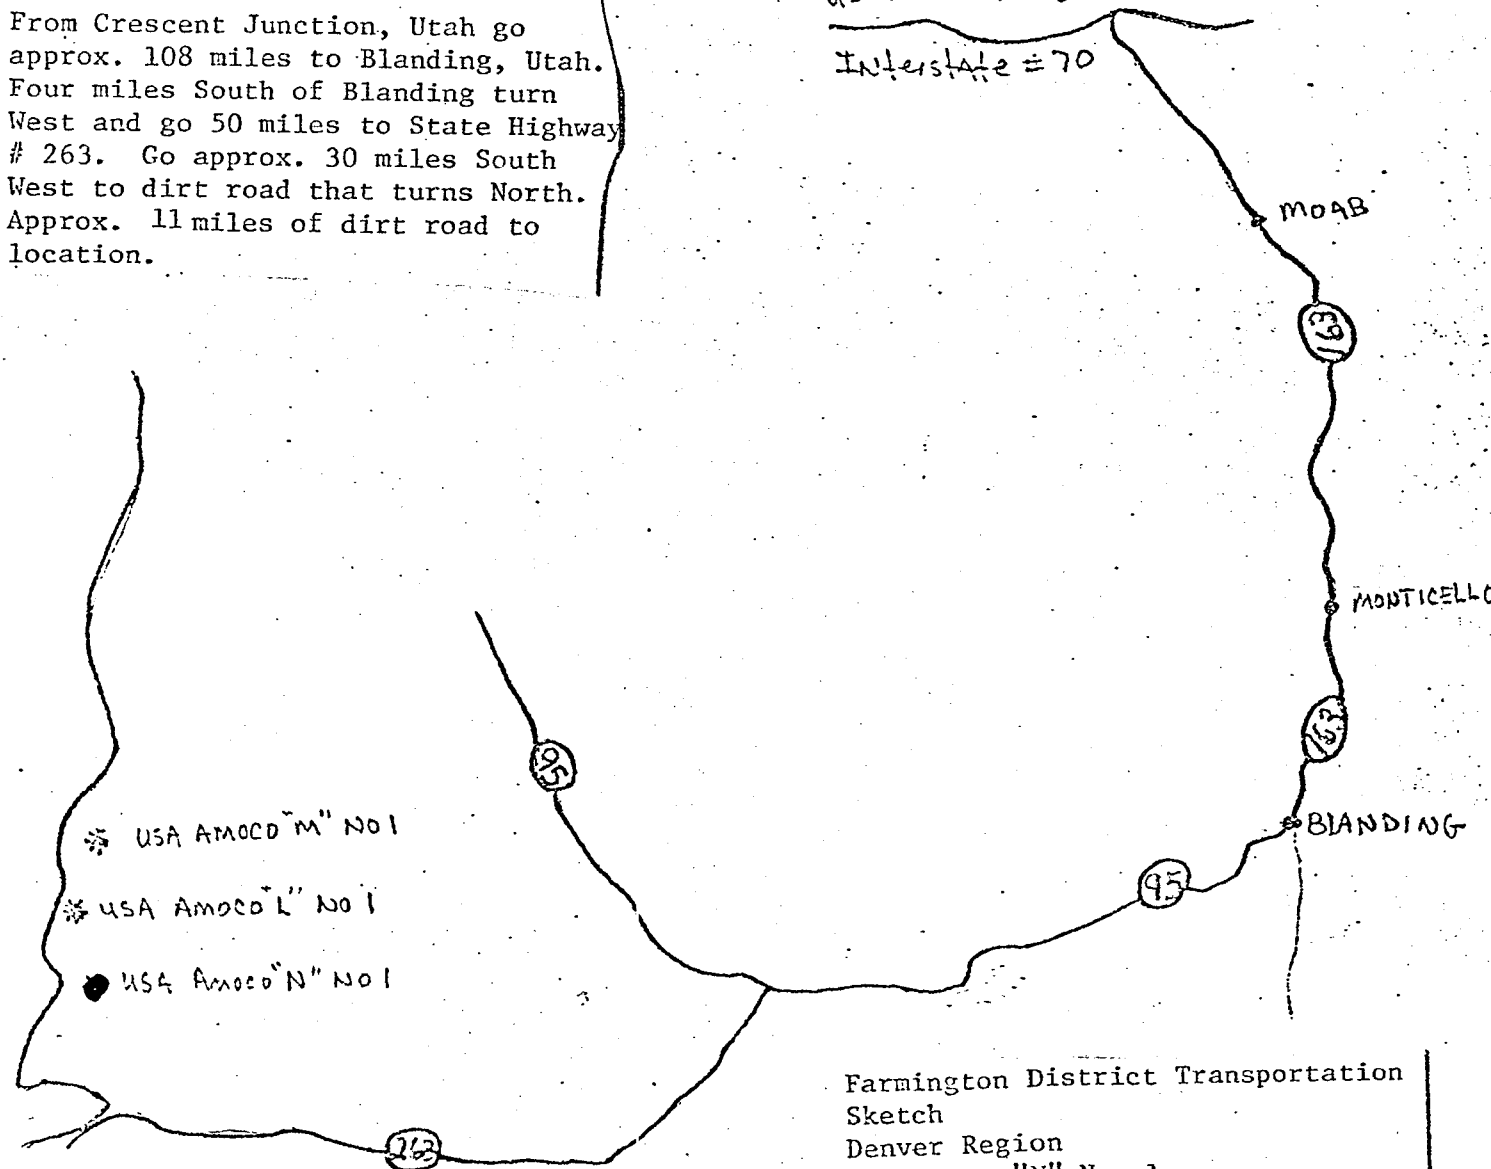 From Crescent Junction, Utah go
approx. 108 miles to Blanding, Utah.
Four miles South of Blanding turn
West and go 50 miles to State Highway
# 263. Go approx. 30 miles South
West to dirt road that turns North.
Approx. 11 miles of dirt road to
location.
Interstate #70
MOAB
163
MONTICELLO
163
BLANDING
95
95
USA AMOCO "M" NO 1
USA AMOCO "L" NO 1
USA Amoco "N" NO 1
263
Farmington District Transportation
Sketch
Denver Region